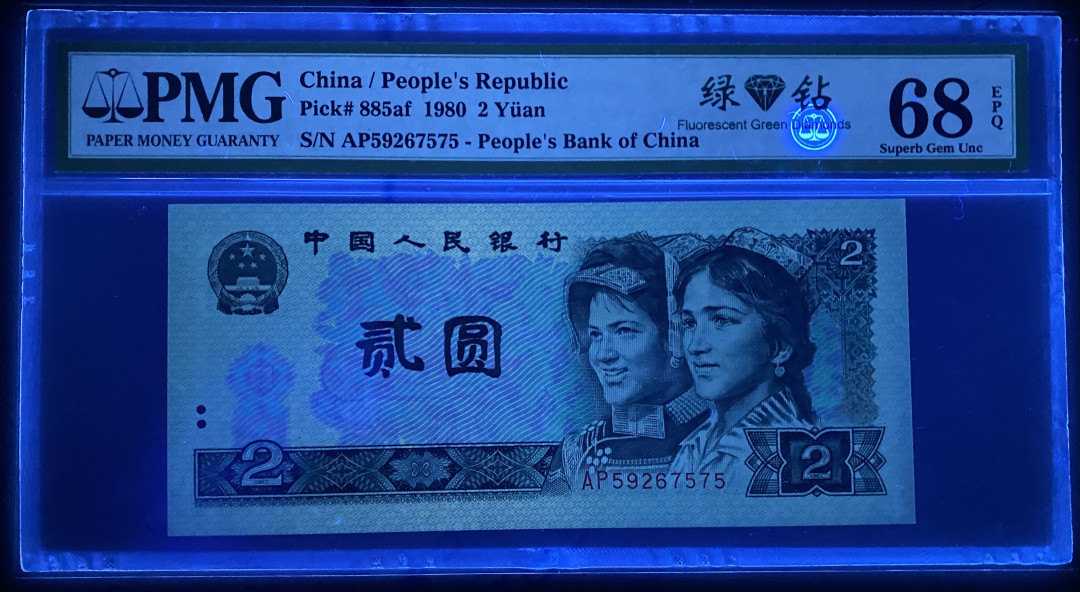 PMG
PAPER MONEY GUARANTY
China / People's Republic
Pick# 885af 1980 2 Yüan
S/N AP59267575 - People's Bank of China
绿 钻
Fluorescent Green Diamonds
68
EPQ
Superb Gem Unc
中国人民银行
2
贰圆
2
AP59267575
2